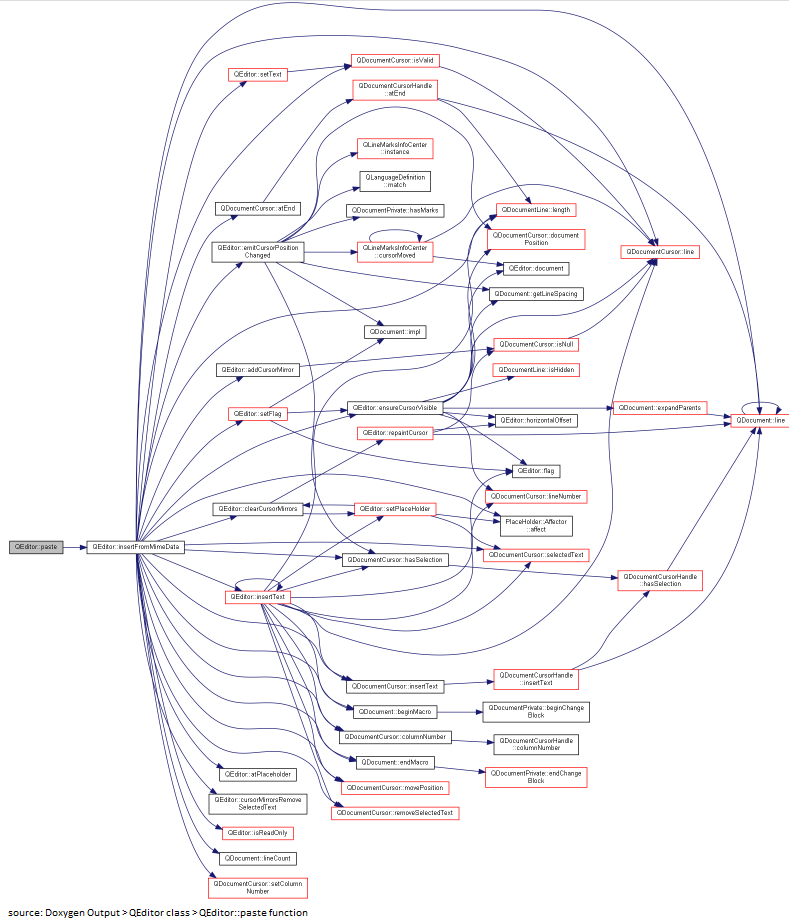 QDocumentCursor::isValid
QEditor::setText
QDocumentCursorHandle
::atEnd
QLineMarksInfoCenter
::instance
QLanguageDefinition
::match
QDocumentCursor::atEnd
QDocumentPrivate::hasMarks
QDocumentLine::length
QDocumentCursor::document
Position
QEditor::emitCursorPosition
Changed
QLineMarksInfoCenter
::cursorMoved
QDocumentCursor::line
QEditor::document
QDocument::getLineSpacing
QDocument::impl
QDocumentCursor::isNull
QEditor::addCursorMirror
QDocumentLine::isHidden
QEditor::setFlag
QEditor::ensureCursorVisible
QDocument::expandParents
QEditor::horizontalOffset
QDocument::line
QEditor::repaintCursor
QEditor::flag
QDocumentCursor::lineNumber
QEditor::clearCursorMirrors
QEditor::setPlaceHolder
PlaceHolder::Affector
::affect
QEditor::paste
QEditor::insertFromMimeData
QDocumentCursor::hasSelection
QDocumentCursor::selectedText
QDocumentCursorHandle
::hasSelection
QEditor::insertText
QDocumentCursor::insertText
QDocumentCursorHandle
::insertText
QDocument::beginMacro
QDocumentPrivate::beginChange
Block
QDocumentCursor::columnNumber
QDocumentCursorHandle
::columnNumber
QDocument::endMacro
QDocumentPrivate::endChange
Block
QEditor::atPlaceholder
QDocumentCursor::movePosition
QEditor::cursorMirrorsRemove
SelectedText
QDocumentCursor::removeSelectedText
QEditor::isReadOnly
QDocument::lineCount
QDocumentCursor::setColumn
Number
source: Doxygen Output > QEditor class > QEditor::paste function